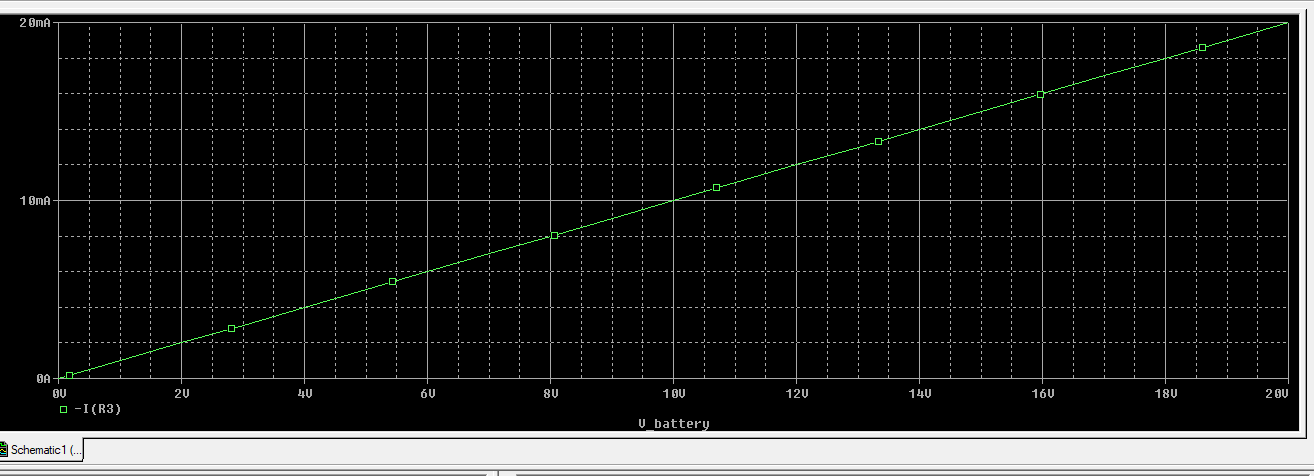 20mA
10mA
0A
0V 2V 4V 6V 8V 10V 12V 14V 16V 18V 20V
-I(R3)
V_battery
Schematic1 (...